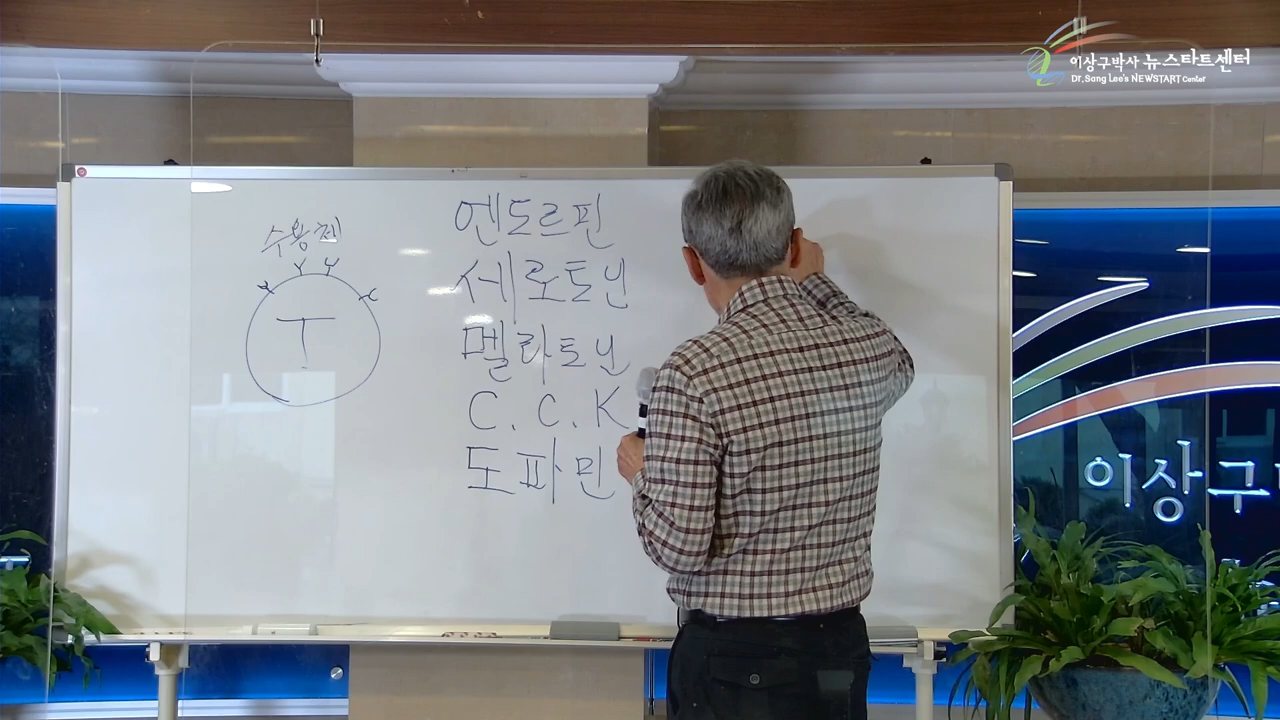 이상구박사 뉴스타트센터
Dr. Sang Lee's NEWSTART Center
수용체
T
엔도르핀
세로토닌
멜라토닌
C.C.K
도파민
이상구